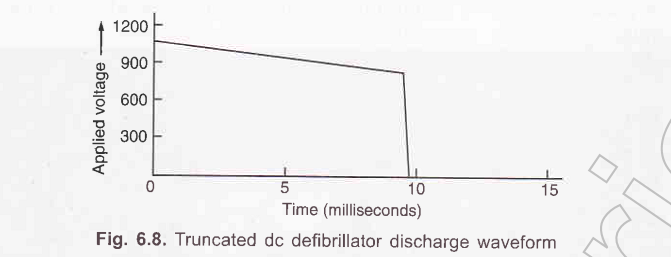 1200
900
600
300
Applied voltage
0 5 10 15
Time (milliseconds)
Fig. 6.8. Truncated dc defibrillator discharge waveform